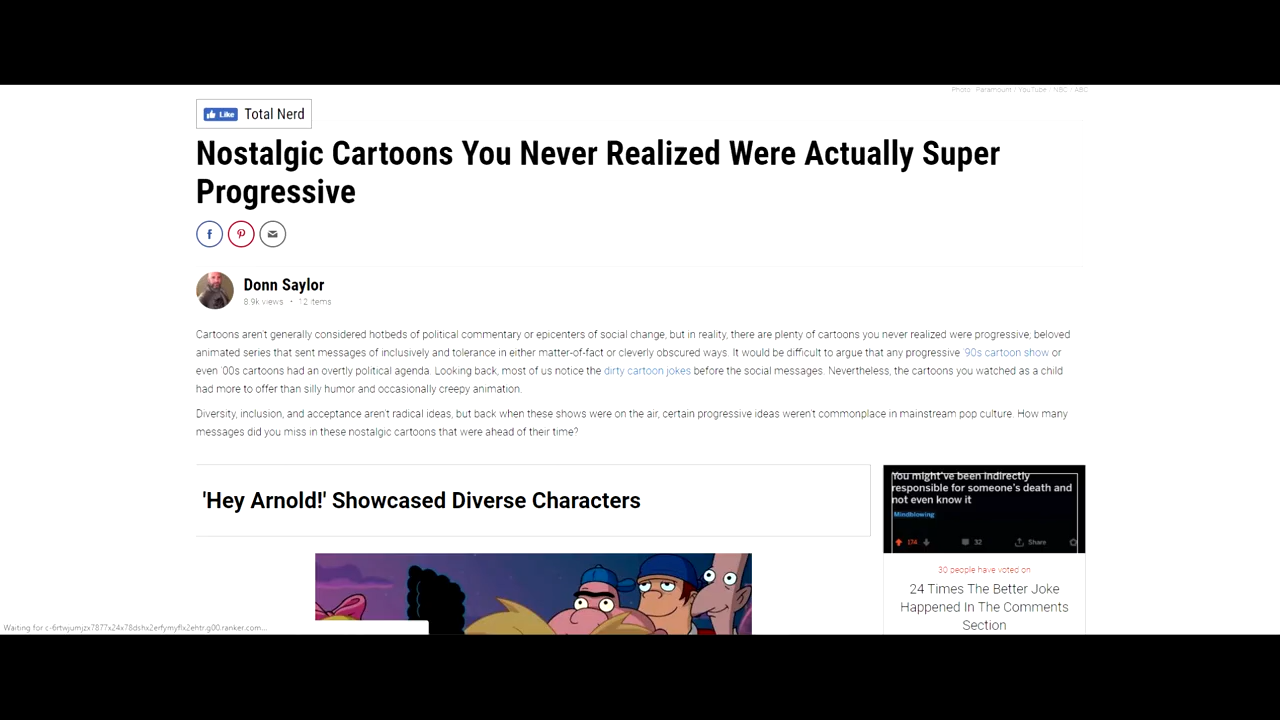 Photo: Paramount / YouTube / NBC / ABC
Like Total Nerd
Nostalgic Cartoons You Never Realized Were Actually Super
Progressive
Donn Saylor
8.9k views • 12 items
Cartoons aren't generally considered hotbeds of political commentary or epicenters of social change, but in reality, there are plenty of cartoons you never realized were progressive; beloved
animated series that sent messages of inclusively and tolerance in either matter-of-fact or cleverly obscured ways. It would be difficult to argue that any progressive '90s cartoon show or
even '00s cartoons had an overtly political agenda. Looking back, most of us notice the dirty cartoon jokes before the social messages. Nevertheless, the cartoons you watched as a child
had more to offer than silly humor and occasionally creepy animation.
Diversity, inclusion, and acceptance aren't radical ideas, but back when these shows were on the air, certain progressive ideas weren't commonplace in mainstream pop culture. How many
messages did you miss in these nostalgic cartoons that were ahead of their time?
'Hey Arnold!' Showcased Diverse Characters
You might've been indirectly
responsible for someone's death and
not even know it
Mindblowing
174 32 Share
30 people have voted on
24 Times The Better Joke
Happened In The Comments
Section